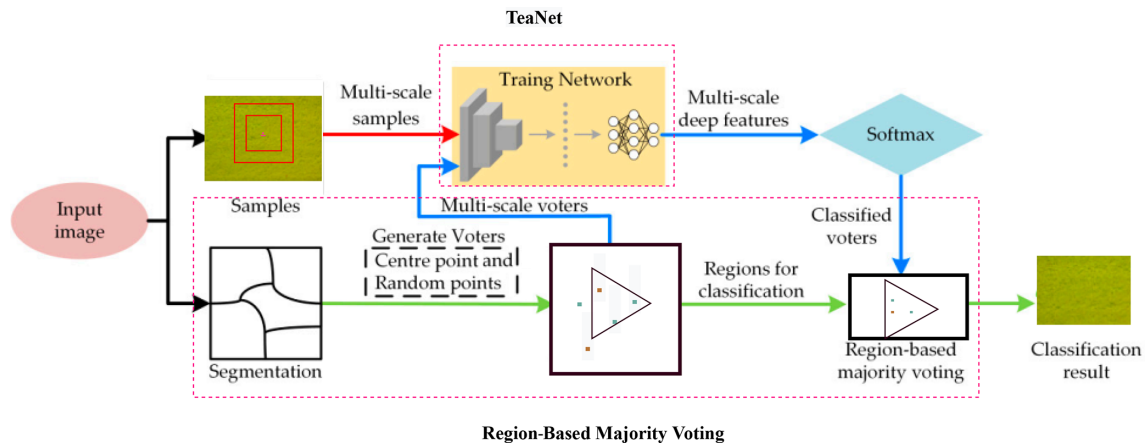 TeaNet
Traing Network
Multi-scale
samples
Multi-scale
deep features
Softmax
Samples
Input
image
Multi-scale voters
Generate Voters
Centre point and
Random points
Classified
voters
Regions for
classification
Segmentation
Region-based
majority voting
Classification
result
Region-Based Majority Voting